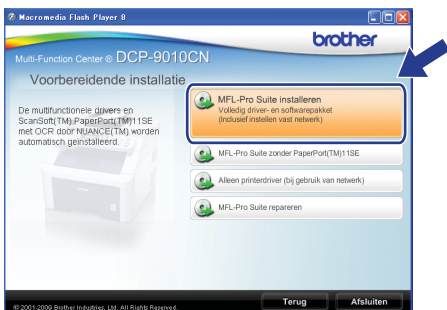 Macromedia Flash Player 8
brother
Multi-Function Center ® DCP-9010CN
Voorbereidende installatie
De multifunctionele drivers en
ScanSoft(TM) PaperPort(TM)11SE
met OCR door NUANCE(TM) worden
automatisch geïnstalleerd.
MFL-Pro Suite installeren
Volledig driver- en softwarepakket
(Inclusief instellen vast netwerk)
MFL-Pro Suite zonder PaperPort(TM)11SE
Alleen printerdriver (bij gebruik van netwerk)
MFL-Pro Suite repareren
© 2001-2009 Brother Industries, Ltd. All Rights Reserved.
Terug
Afsluiten